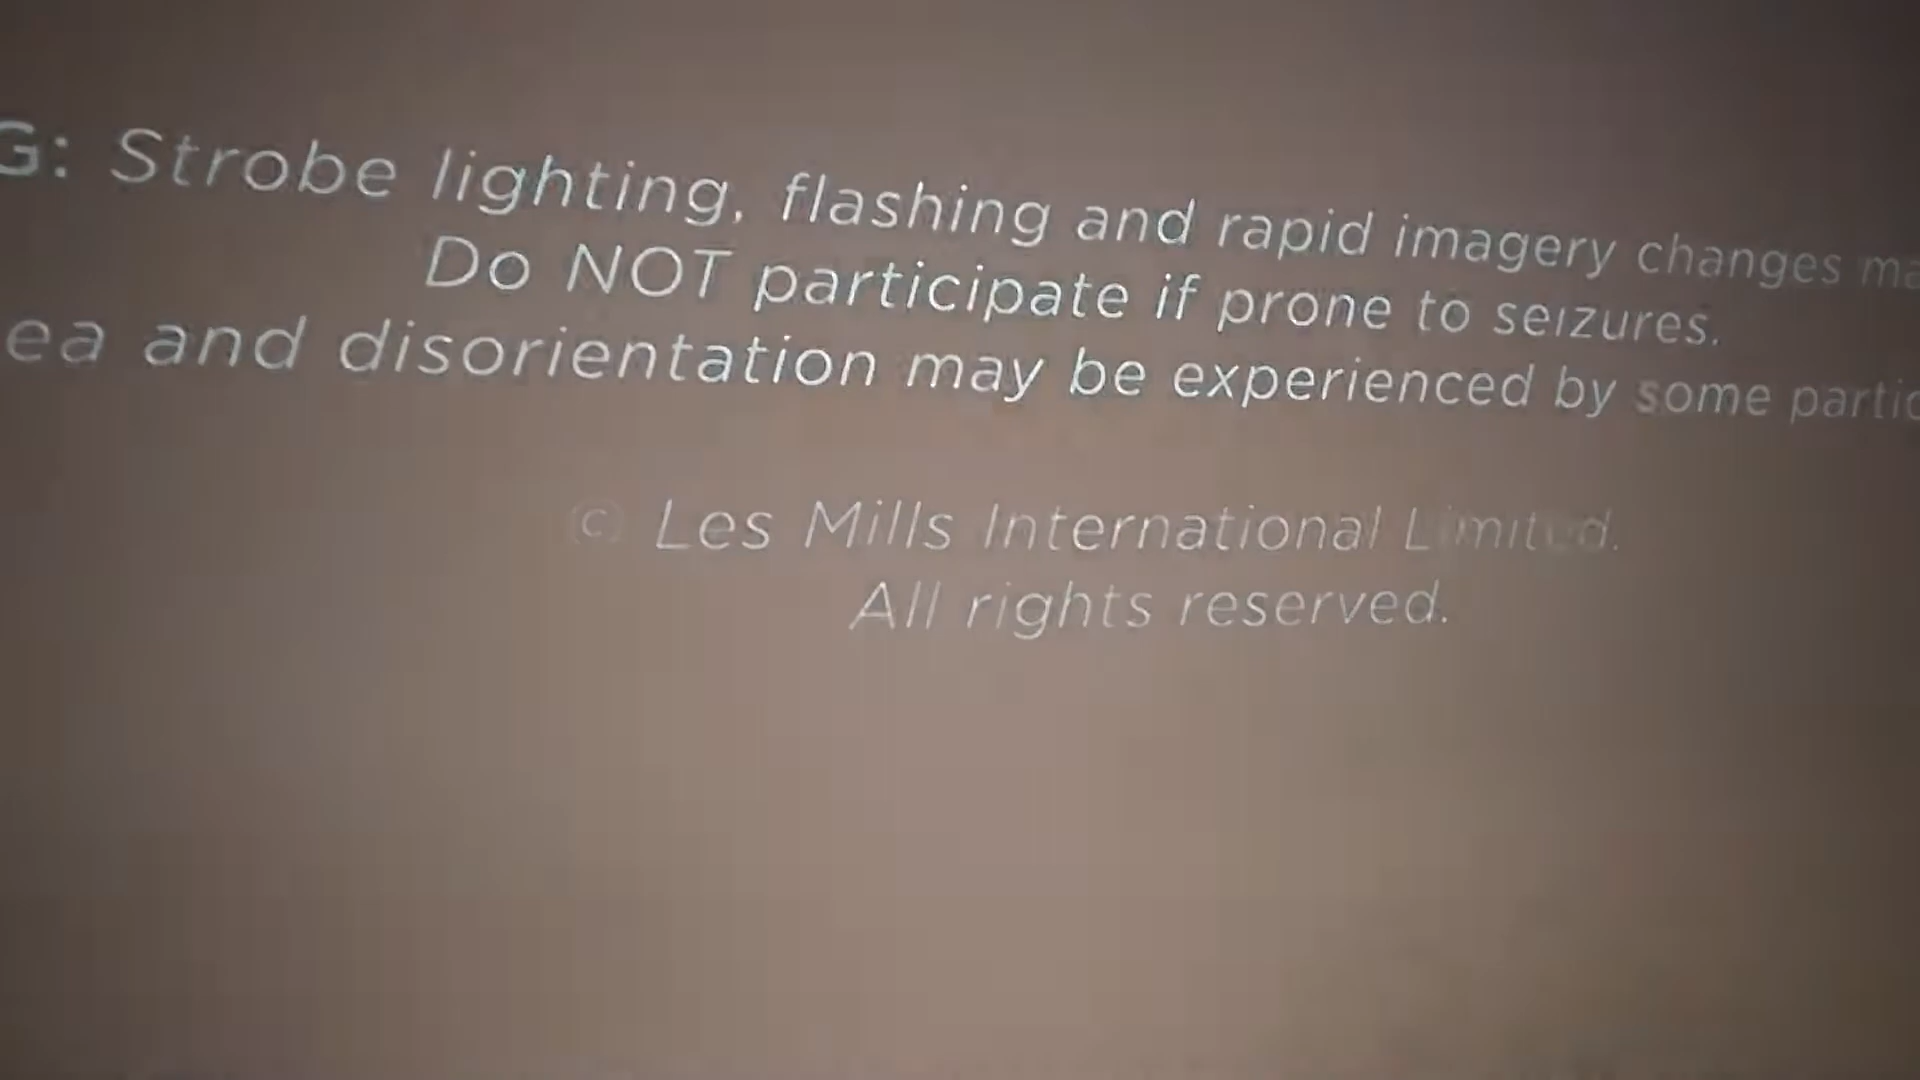 G: Strobe lighting, flashing and rapid imagery changes
Do NOT participate if prone to seizures.
and disorientation may be experienced by some
© Les Mills International Limited.
All rights reserved.